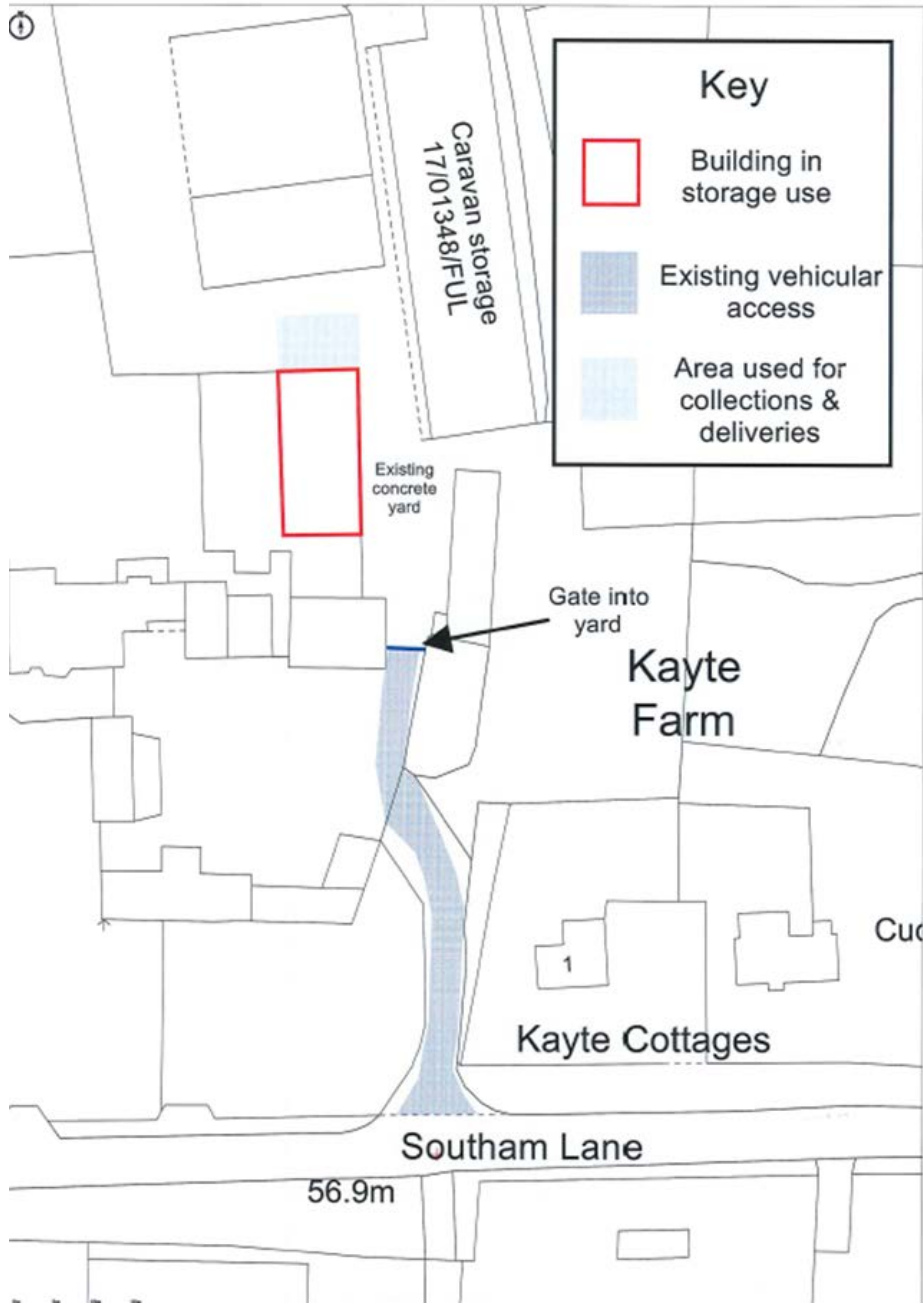 Key
Building in
storage use
Existing vehicular
access
Area used for
collections &
deliveries
Caravan storage
17/01348/FUL
Existing
concrete
yard
Gate into
yard
Kayte
Farm
1
Kayte Cottages
Southam Lane
56.9m